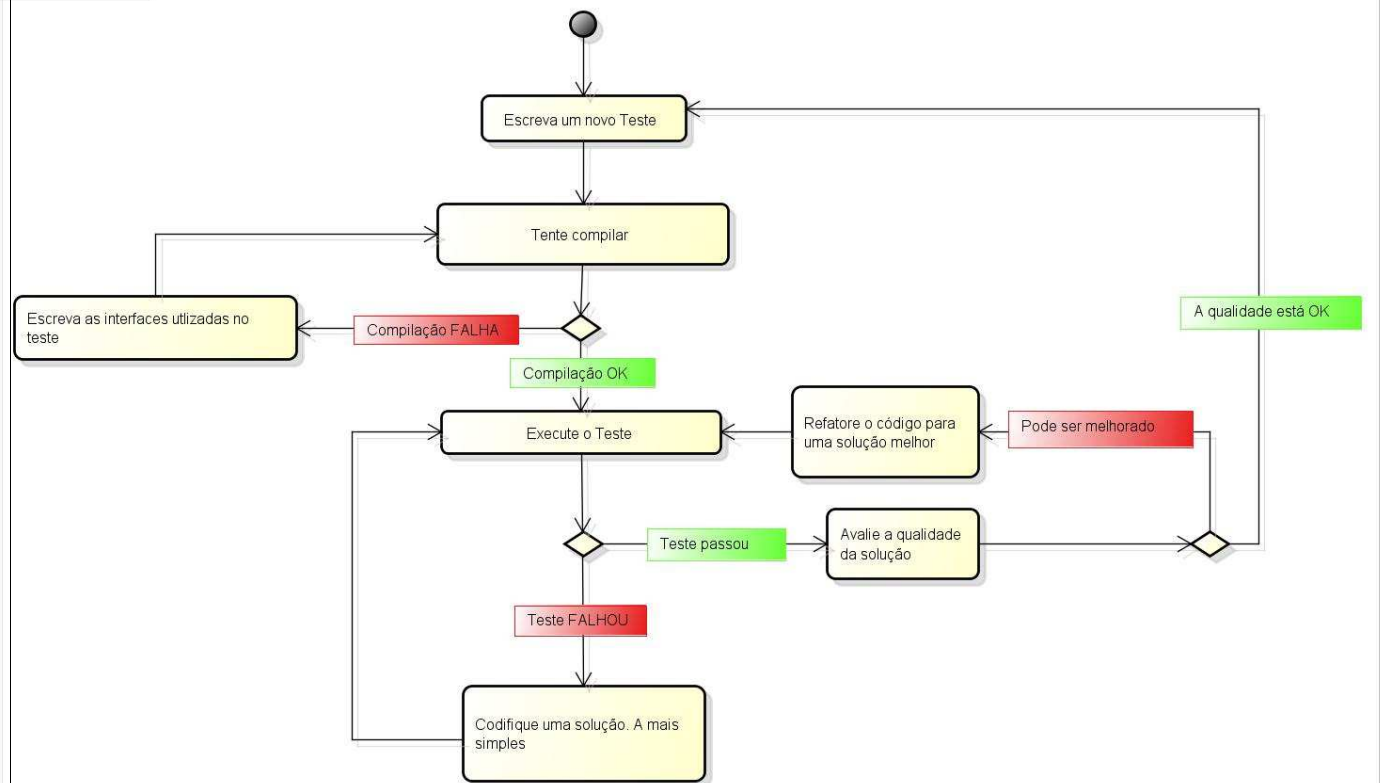 Escreva um novo Teste
Tente compilar
Escreva as interfaces utlizadas no
teste
Compilação FALHA
A qualidade está OK
Compilação OK
Execute o Teste
Refatore o código para
uma solução melhor
Pode ser melhorado
Teste passou
Avalie a qualidade
da solução
Teste FALHOU
Codifique uma solução. A mais
simples